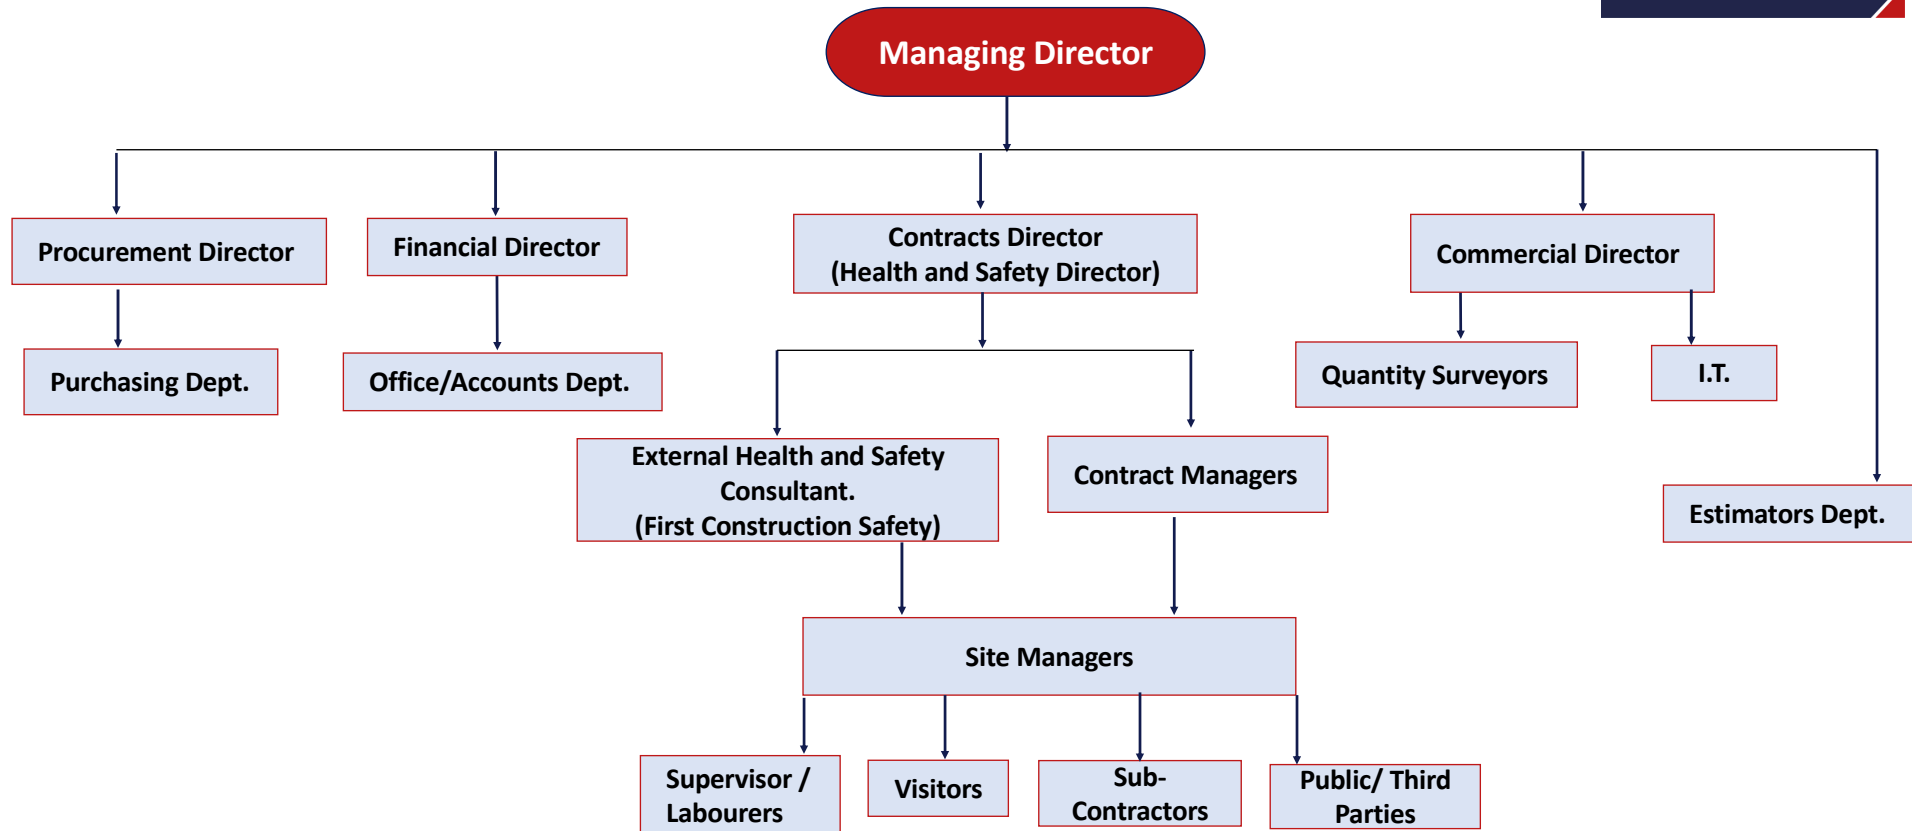 Managing Director
Procurement Director
Financial Director
Contracts Director
(Health and Safety Director)
Commercial Director
Purchasing Dept.
Office/Accounts Dept.
Quantity Surveyors
I.T.
External Health and Safety
Consultant.
(First Construction Safety)
Contract Managers
Estimators Dept.
Site Managers
Supervisor /
Labourers
Visitors
Sub-
Contractors
Public/ Third
Parties